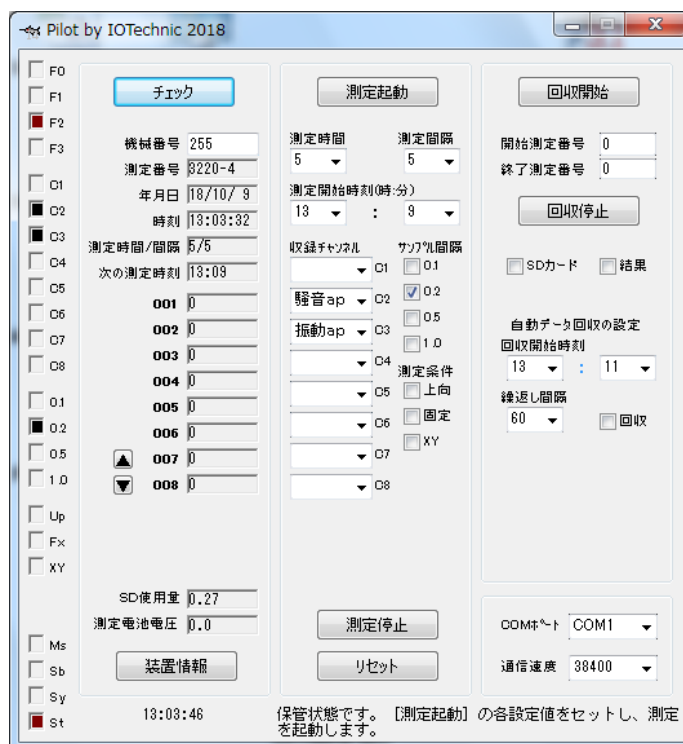 Pilot by IOTechnic 2018
F0
F1
F2
F3
C1
C2
C3
C4
C5
C6
C7
C8
0.1
0.2
0.5
1.0
Up
Fx
XY
Ms
Sb
Sy
St
チェック
機械番号 255
測定番号 3220-4
年月日 18/10/ 9
時刻 13:03:32
測定時間/間隔 5/5
次の測定時刻 13:09
001 0
002 0
003 0
004 0
005 0
006 0
007 0
008 0
SD使用量 0.27
測定電池電圧 0.0
装置情報
13:03:46
測定起動
測定時間 測定間隔
5 5
測定開始時刻(時:分)
13 : 9
収録チャンネル サンプル間隔
C1 0.1
騒音ap C2 0.2
振動ap C3 0.5
1.0
C4
測定条件
C5 上向
C6 固定
XY
C7
C8
測定停止
リセット
保管状態です。 [測定起動] の各設定値をセットし、測定
を起動します。
回収開始
開始測定番号 0
終了測定番号 0
回収停止
SDカード 結果
自動データ回収の設定
回収開始時刻
13 : 11
繰返し間隔
60 回収
COMポート COM1
通信速度 38400